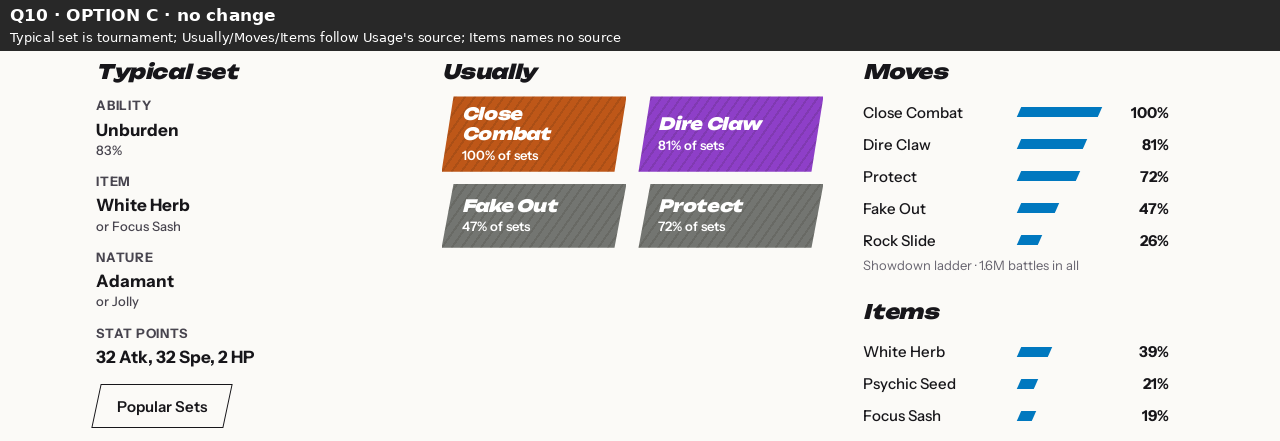 Q10 · OPTION C · no change
Typical set is tournament; Usually/Moves/Items follow Usage's source; Items names no source
Typical set
ABILITY
Unburden
83%
ITEM
White Herb
or Focus Sash
NATURE
Adamant
or Jolly
STAT POINTS
32 Atk, 32 Spe, 2 HP
Popular Sets
Usually
Close
Combat
100% of sets
Dire Claw
81% of sets
Fake Out
47% of sets
Protect
72% of sets
Moves
Close Combat 100%
Dire Claw 81%
Protect 72%
Fake Out 47%
Rock Slide 26%
Showdown ladder · 1.6M battles in all
Items
White Herb 39%
Psychic Seed 21%
Focus Sash 19%